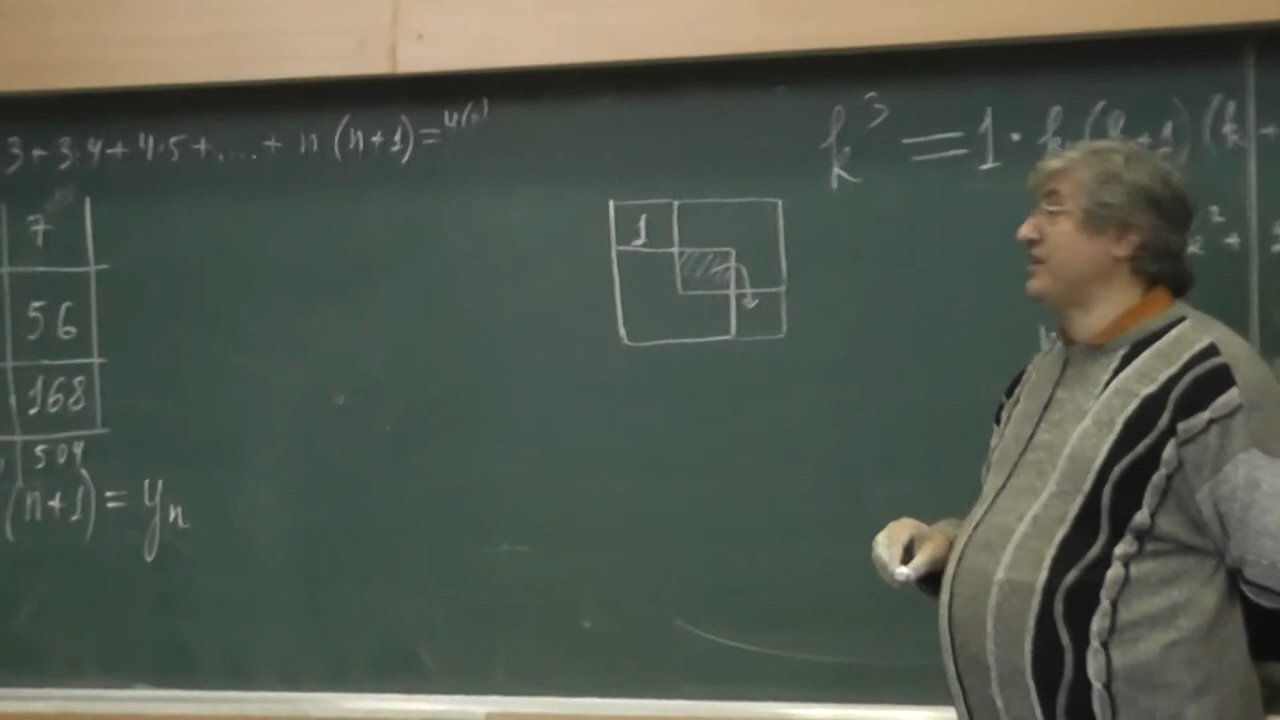 3+3·4+4·5+....+ n(n+1)=
7
56
168
504
(n+1)=yₙ
1
k³=1·k(k+1)(k+